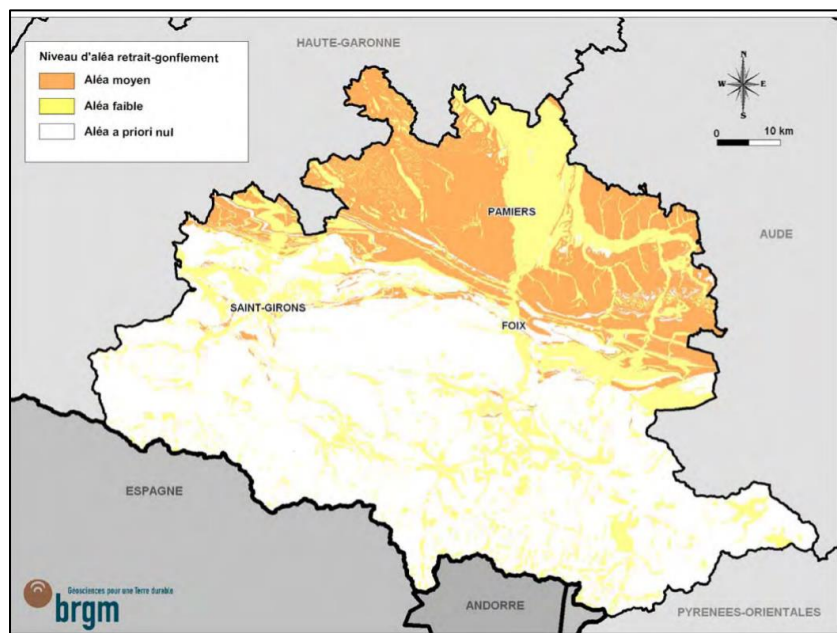 HAUTE-GARONNE
Niveau d'aléa retrait-gonflement
Aléa moyen
Aléa faible
Aléa a priori nul
N
W E
S
0 10 km
PAMIERS
AUDE
SAINT-GIRONS
FOIX
ESPAGNE
Géosciences pour une Terre durable
brgm
ANDORRE
PYRENEES-ORIENTALES